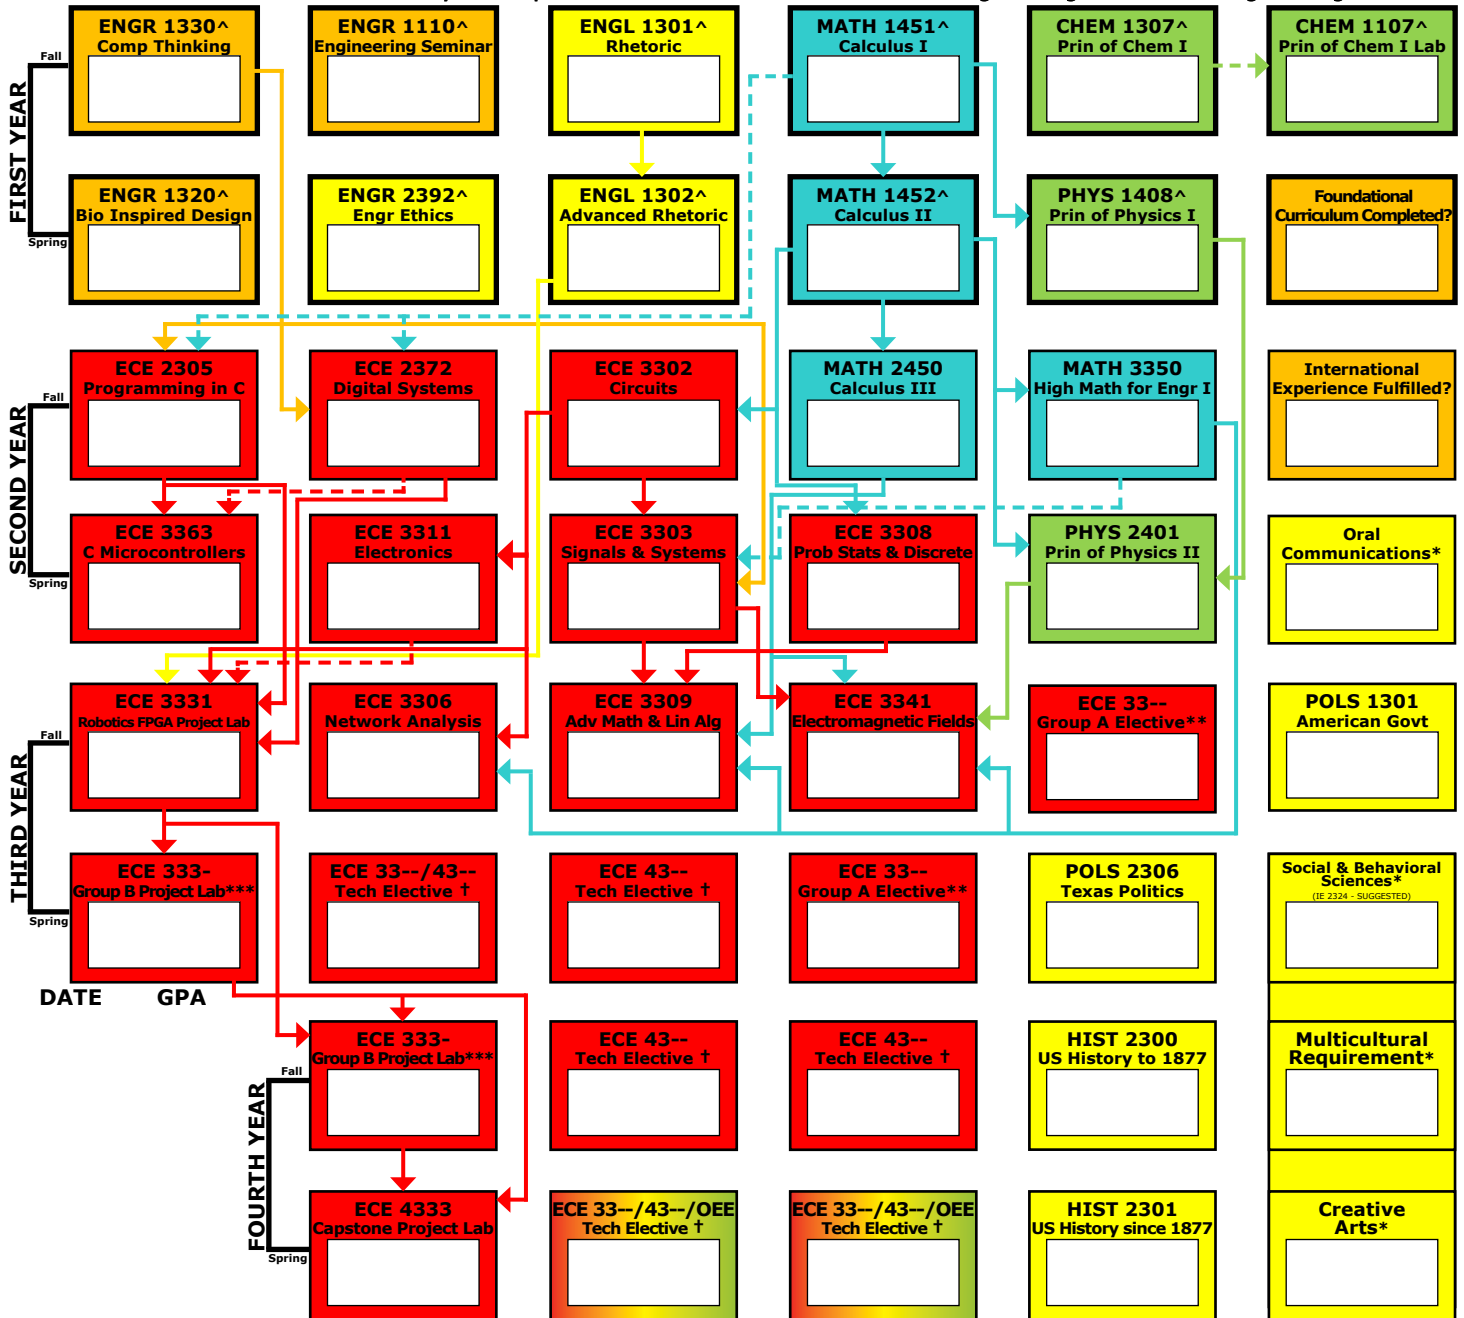 ENGR 1330^
Comp Thinking
ENGR 1110^
Engineering Seminar
ENGL 1301^
Rhetoric
MATH 1451^
Calculus I
CHEM 1307^
Prin of Chem I
CHEM 1107^
Prin of Chem I Lab
Fall
FIRST YEAR
Spring
ENGR 1320^
Bio Inspired Design
ENGR 2392^
Engr Ethics
ENGL 1302^
Advanced Rhetoric
MATH 1452^
Calculus II
PHYS 1408^
Prin of Physics I
Foundational
Curriculum Completed?
ECE 2305
Programming in C
ECE 2372
Digital Systems
ECE 3302
Circuits
MATH 2450
Calculus III
MATH 3350
High Math for Engr I
International
Experience Fulfilled?
Fall
SECOND YEAR
Spring
ECE 3363
C Microcontrollers
ECE 3311
Electronics
ECE 3303
Signals & Systems
ECE 3308
Prob Stats & Discrete
PHYS 2401
Prin of Physics II
Oral
Communications*
ECE 3331
Robotics FPGA Project Lab
ECE 3306
Network Analysis
ECE 3309
Adv Math & Lin Alg
ECE 3341
Electromagnetic Fields
ECE 33--
Group A Elective**
POLS 1301
American Govt
Fall
THIRD YEAR
Spring
ECE 333-
Group B Project Lab***
ECE 33--/43--
Tech Elective †
ECE 43--
Tech Elective †
ECE 33--
Group A Elective**
POLS 2306
Texas Politics
Social & Behavioral
Sciences*
(IE 2324 - SUGGESTED)
DATE GPA
ECE 333-
Group B Project Lab***
ECE 43--
Tech Elective †
ECE 43--
Tech Elective †
HIST 2300
US History to 1877
Multicultural
Requirement*
Fall
FOURTH YEAR
Spring
ECE 4333
Capstone Project Lab
ECE 33--/43--/OEE
Tech Elective †
ECE 33--/43--/OEE
Tech Elective †
HIST 2301
US History since 1877
Creative
Arts*